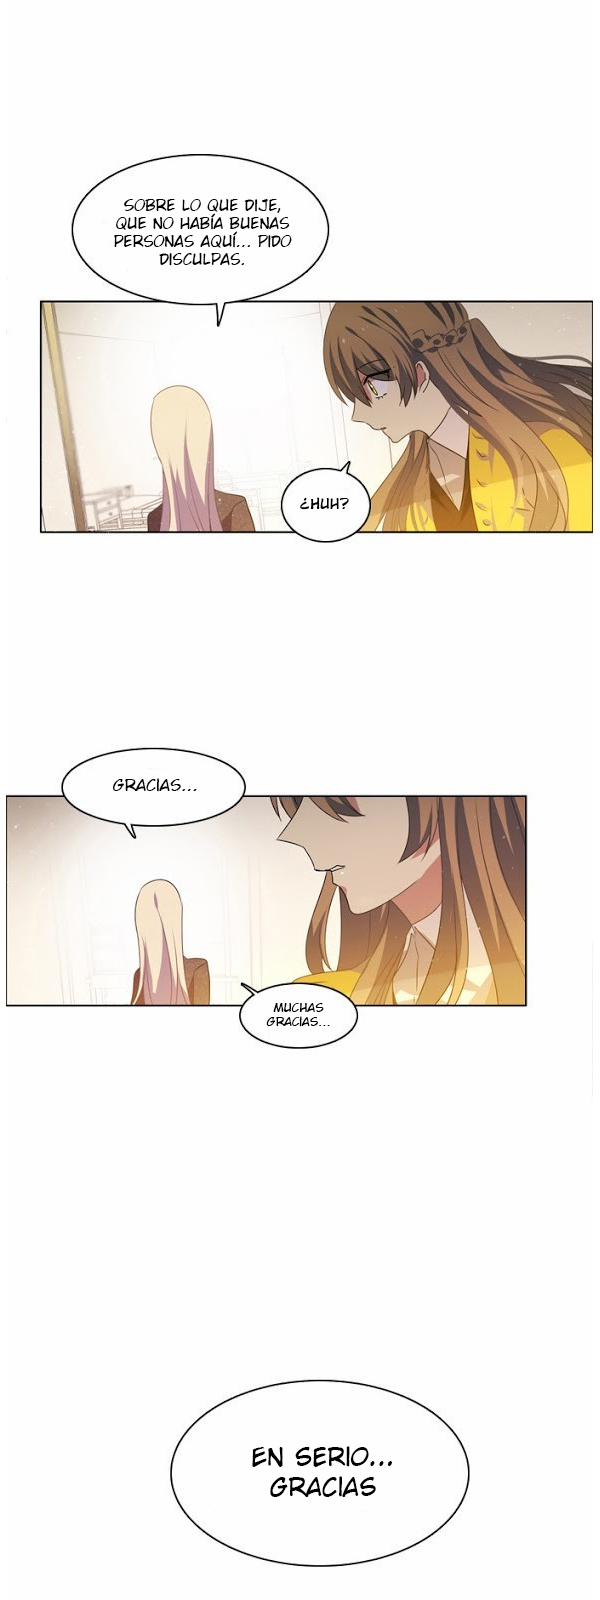 SOBRE LO QUE DIJE,
QUE NO HABÍA BUENAS
PERSONAS AQUÍ... PIDO
DISCULPAS.
¿HUH?
GRACIAS...
MUCHAS
GRACIAS...
EN SERIO...
GRACIAS